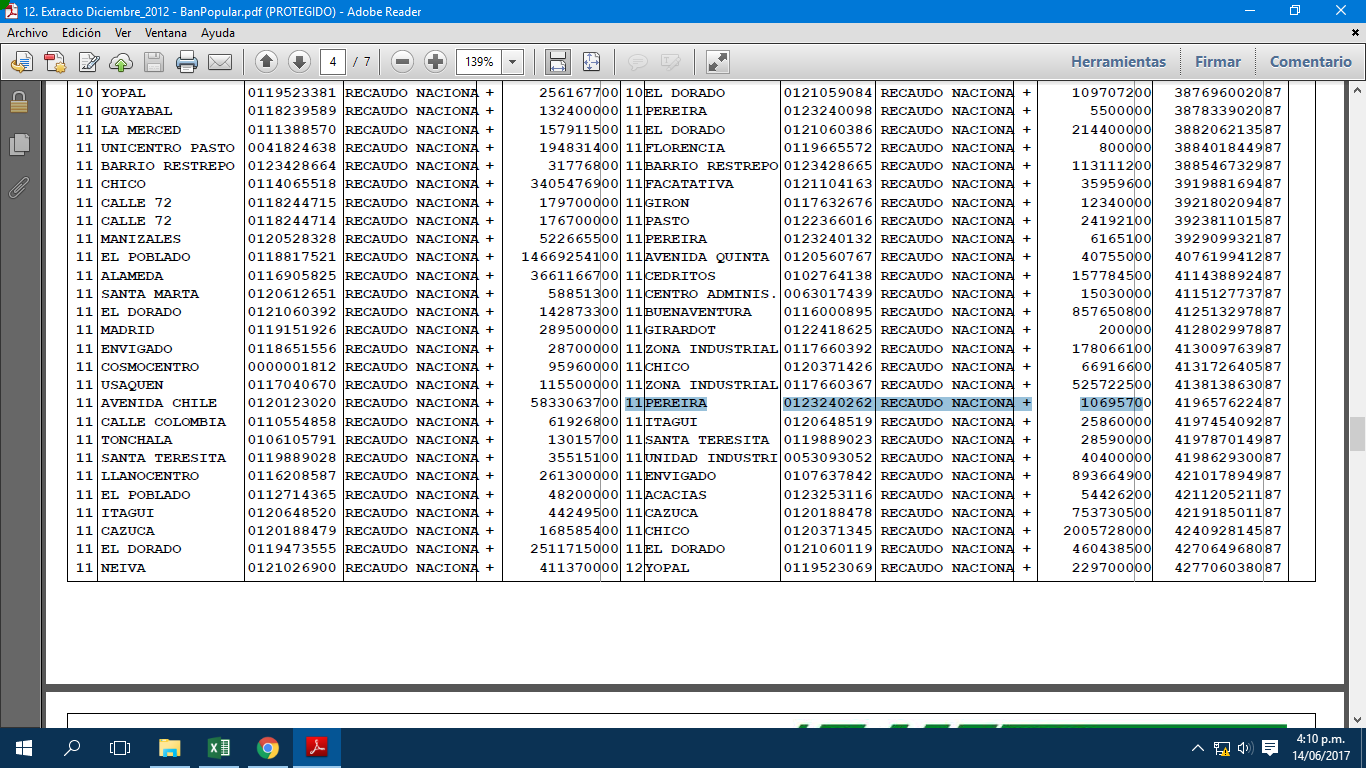 12. Extracto Diciembre_2012 - BanPopular.pdf (PROTEGIDO) - Adobe Reader
Archivo Edición Ver Ventana Ayuda
4 / 7 139% Herramientas Firmar Comentario
10 YOPAL 0119523381 RECAUDO NACIONA + 256167700 10 EL DORADO 0121059084 RECAUDO NACIONA + 109707200 387696002087
11 GUAYABAL 0118239589 RECAUDO NACIONA + 132400000 11 PEREIRA 0123240098 RECAUDO NACIONA + 5500000 387833902087
11 LA MERCED 0111388570 RECAUDO NACIONA + 157911500 11 EL DORADO 0121060386 RECAUDO NACIONA + 214400000 388206213587
11 UNICENTRO PASTO 0041824638 RECAUDO NACIONA + 194831400 11 FLORENCIA 0119665572 RECAUDO NACIONA + 800000 388401844987
11 BARRIO RESTREPO 0123428664 RECAUDO NACIONA + 31776800 11 BARRIO RESTREPO 0123428665 RECAUDO NACIONA + 113111200 388546732987
11 CHICO 0114065518 RECAUDO NACIONA + 3405476900 11 FACATATIVA 0121104163 RECAUDO NACIONA + 35959600 391988169487
11 CALLE 72 0118244715 RECAUDO NACIONA + 179700000 11 GIRON 0117632676 RECAUDO NACIONA + 12340000 392180209487
11 CALLE 72 0118244714 RECAUDO NACIONA + 176700000 11 PASTO 0122366016 RECAUDO NACIONA + 24192100 392381101587
11 MANIZALES 0120528328 RECAUDO NACIONA + 522665500 11 PEREIRA 0123240132 RECAUDO NACIONA + 6165100 392909932187
11 EL POBLADO 0118817521 RECAUDO NACIONA + 14669254100 11 AVENIDA QUINTA 0120560767 RECAUDO NACIONA + 40755000 407619941287
11 ALAMEDA 0116905825 RECAUDO NACIONA + 3661166700 11 CEDRITOS 0102764138 RECAUDO NACIONA + 157784500 411438892487
11 SANTA MARTA 0120612651 RECAUDO NACIONA + 58851300 11 CENTRO ADMINIS. 0063017439 RECAUDO NACIONA + 15030000 411512773787
11 EL DORADO 0121060392 RECAUDO NACIONA + 142873300 11 BUENAVENTURA 0116000895 RECAUDO NACIONA + 857650800 412513297887
11 MADRID 0119151926 RECAUDO NACIONA + 289500000 11 GIRARDOT 0122418625 RECAUDO NACIONA + 200000 412802997887
11 ENVIGADO 0118651556 RECAUDO NACIONA + 28700000 11 ZONA INDUSTRIAL 0117660392 RECAUDO NACIONA + 178066100 413009763987
11 COSMOCENTRO 0000001812 RECAUDO NACIONA + 95960000 11 CHICO 0120371426 RECAUDO NACIONA + 66916600 413172640587
11 USAQUEN 0117040670 RECAUDO NACIONA + 115500000 11 ZONA INDUSTRIAL 0117660367 RECAUDO NACIONA + 525722500 413813863087
11 AVENIDA CHILE 0120123020 RECAUDO NACIONA + 5833063700 11 PEREIRA 0123240262 RECAUDO NACIONA + 10695700 419657622487
11 CALLE COLOMBIA 0110554858 RECAUDO NACIONA + 61926800 11 ITAGUI 0120648519 RECAUDO NACIONA + 25860000 419745409287
11 TONCHALA 0106105791 RECAUDO NACIONA + 13015700 11 SANTA TERESITA 0119889023 RECAUDO NACIONA + 28590000 419787014987
11 SANTA TERESITA 0119889028 RECAUDO NACIONA + 35515100 11 UNIDAD INDUSTRI 0053093052 RECAUDO NACIONA + 40400000 419862930087
11 LLANOCENTRO 0116208587 RECAUDO NACIONA + 261300000 11 ENVIGADO 0107637842 RECAUDO NACIONA + 893664900 421017894987
11 EL POBLADO 0112714365 RECAUDO NACIONA + 48200000 11 ACACIAS 0123253116 RECAUDO NACIONA + 54426200 421120521187
11 ITAGUI 0120648520 RECAUDO NACIONA + 44249500 11 CAZUCA 0120188478 RECAUDO NACIONA + 753730500 421918501187
11 CAZUCA 0120188479 RECAUDO NACIONA + 168585400 11 CHICO 0120371345 RECAUDO NACIONA + 2005728000 424092814587
11 EL DORADO 0119473555 RECAUDO NACIONA + 2511715000 11 EL DORADO 0121060119 RECAUDO NACIONA + 460438500 427064968087
11 NEIVA 0121026900 RECAUDO NACIONA + 411370000 12 YOPAL 0119523069 RECAUDO NACIONA + 229700000 427706038087
4:10 p.m.
14/06/2017